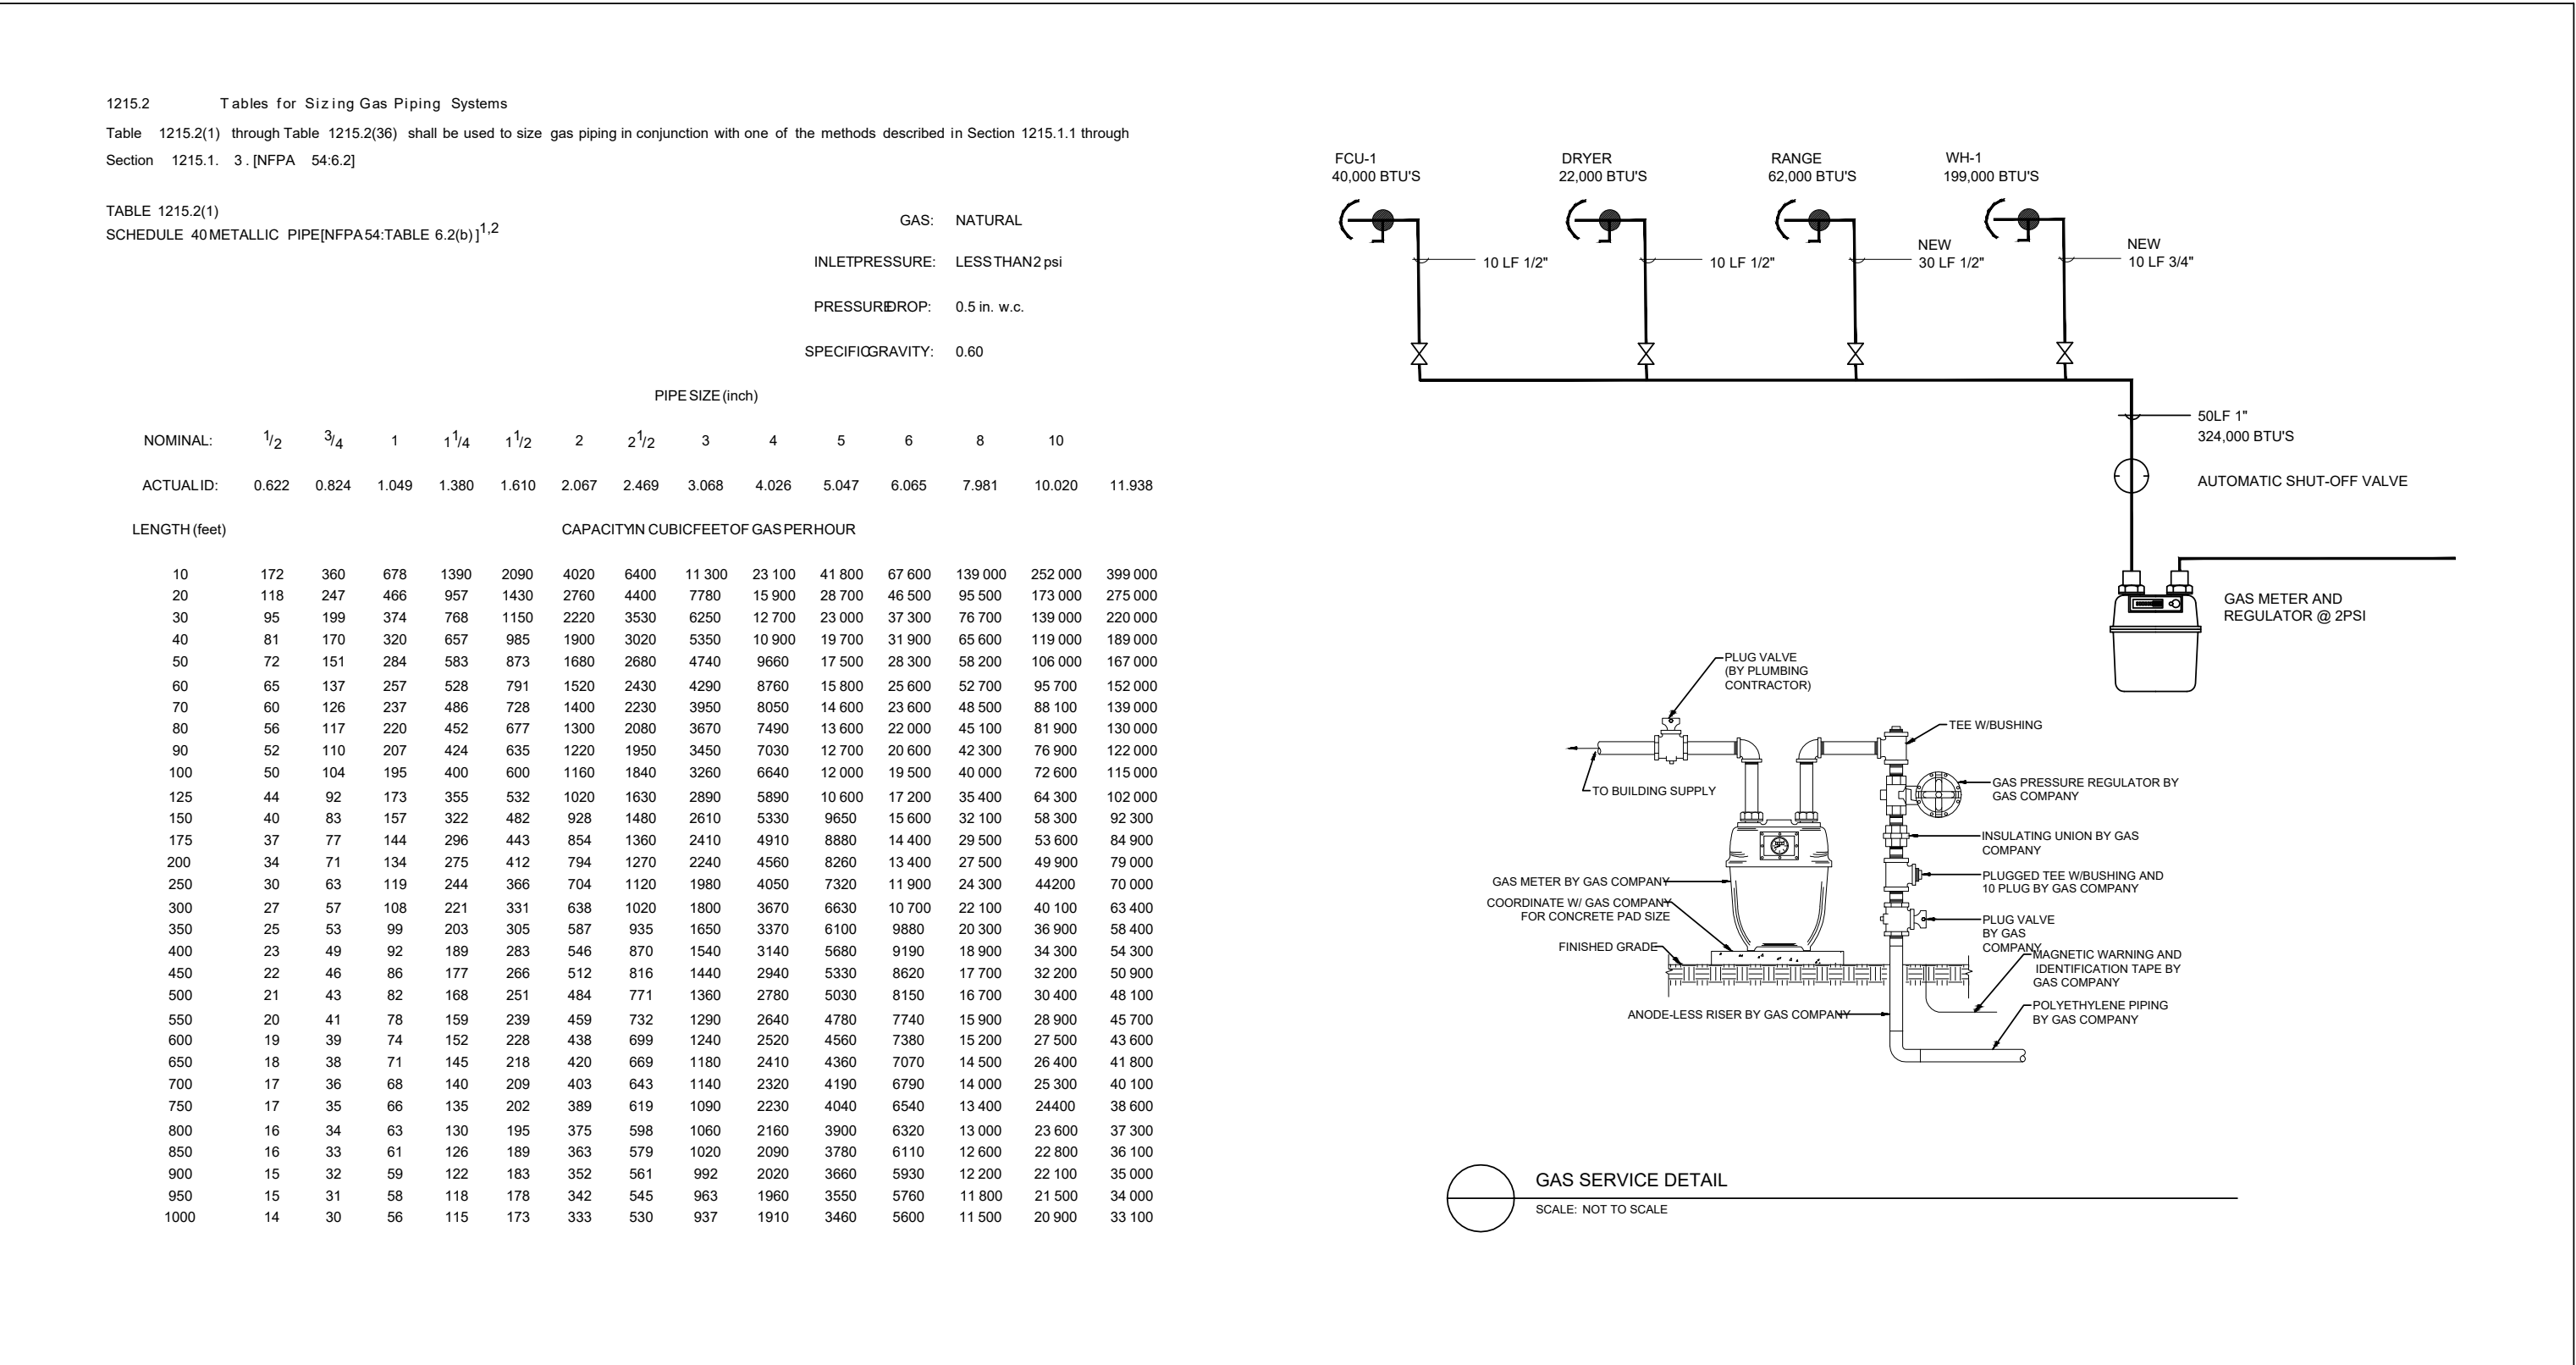 1215.2 Tables for Sizing Gas Piping Systems
Table 1215.2(1) through Table 1215.2(36) shall be used to size gas piping in conjunction with one of the methods described in Section 1215.1.1 through
Section 1215.1. 3 . [NFPA 54:6.2]
TABLE 1215.2(1)
SCHEDULE 40 METALLIC PIPE[NFPA 54:TABLE 6.2(b)]1,2
GAS: NATURAL
INLET PRESSURE: LESS THAN 2 psi
PRESSURE DROP: 0.5 in. w.c.
SPECIFIC GRAVITY: 0.60
PIPE SIZE (inch)
NOMINAL: 1/2 3/4 1 1 1/4 1 1/2 2 2 1/2 3 4 5 6 8 10
ACTUAL ID: 0.622 0.824 1.049 1.380 1.610 2.067 2.469 3.068 4.026 5.047 6.065 7.981 10.020 11.938
LENGTH (feet) CAPACITY IN CUBIC FEET OF GAS PER HOUR
10 172 360 678 1390 2090 4020 6400 11 300 23 100 41 800 67 600 139 000 252 000 399 000
20 118 247 466 957 1430 2760 4400 7780 15 900 28 700 46 500 95 500 173 000 275 000
30 95 199 374 768 1150 2220 3530 6250 12 700 23 000 37 300 76 700 139 000 220 000
40 81 170 320 657 985 1900 3020 5350 10 900 19 700 31 900 65 600 119 000 189 000
50 72 151 284 583 873 1680 2680 4740 9660 17 500 28 300 58 200 106 000 167 000
60 65 137 257 528 791 1520 2430 4290 8760 15 800 25 600 52 700 95 700 152 000
70 60 126 237 486 728 1400 2230 3950 8050 14 600 23 600 48 500 88 100 139 000
80 56 117 220 452 677 1300 2080 3670 7490 13 600 22 000 45 100 81 900 130 000
90 52 110 207 424 635 1220 1950 3450 7030 12 700 20 600 42 300 76 900 122 000
100 50 104 195 400 600 1160 1840 3260 6640 12 000 19 500 40 000 72 600 115 000
125 44 92 173 355 532 1020 1630 2890 5890 10 600 17 200 35 400 64 300 102 000
150 40 83 157 322 482 928 1480 2610 5330 9650 15 600 32 100 58 300 92 300
175 37 77 144 296 443 854 1360 2410 4910 8880 14 400 29 500 53 600 84 900
200 34 71 134 275 412 794 1270 2240 4560 8260 13 400 27 500 49 900 79 000
250 30 63 119 244 366 704 1120 1980 4050 7320 11 900 24 300 44200 70 000
300 27 57 108 221 331 638 1020 1800 3670 6630 10 700 22 100 40 100 63 400
350 25 53 99 203 305 587 935 1650 3370 6100 9880 20 300 36 900 58 400
400 23 49 92 189 283 546 870 1540 3140 5680 9190 18 900 34 300 54 300
450 22 46 86 177 266 512 816 1440 2940 5330 8620 17 700 32 200 50 900
500 21 43 82 168 251 484 771 1360 2780 5030 8150 16 700 30 400 48 100
550 20 41 78 159 239 459 732 1290 2640 4780 7740 15 900 28 900 45 700
600 19 39 74 152 228 438 699 1240 2520 4560 7380 15 200 27 500 43 600
650 18 38 71 145 218 420 669 1180 2410 4360 7070 14 500 26 400 41 800
700 17 36 68 140 209 403 643 1140 2320 4190 6790 14 000 25 300 40 100
750 17 35 66 135 202 389 619 1090 2230 4040 6540 13 400 24400 38 600
800 16 34 63 130 195 375 598 1060 2160 3900 6320 13 000 23 600 37 300
850 16 33 61 126 189 363 579 1020 2090 3780 6110 12 600 22 800 36 100
900 15 32 59 122 183 352 561 992 2020 3660 5930 12 200 22 100 35 000
950 15 31 58 118 178 342 545 963 1960 3550 5760 11 800 21 500 34 000
1000 14 30 56 115 173 333 530 937 1910 3460 5600 11 500 20 900 33 100
FCU-1
40,000 BTU'S
DRYER
22,000 BTU'S
RANGE
62,000 BTU'S
WH-1
199,000 BTU'S
10 LF 1/2"
10 LF 1/2"
NEW
30 LF 1/2"
NEW
10 LF 3/4"
50LF 1"
324,000 BTU'S
AUTOMATIC SHUT-OFF VALVE
GAS METER AND
REGULATOR @ 2PSI
PLUG VALVE
(BY PLUMBING
CONTRACTOR)
TEE W/BUSHING
TO BUILDING SUPPLY
GAS PRESSURE REGULATOR BY
GAS COMPANY
INSULATING UNION BY GAS
COMPANY
GAS METER BY GAS COMPANY
PLUGGED TEE W/BUSHING AND
10 PLUG BY GAS COMPANY
COORDINATE W/ GAS COMPANY
FOR CONCRETE PAD SIZE
PLUG VALVE
BY GAS
COMPANY
FINISHED GRADE
MAGNETIC WARNING AND
IDENTIFICATION TAPE BY
GAS COMPANY
ANODE-LESS RISER BY GAS COMPANY
POLYETHYLENE PIPING
BY GAS COMPANY
GAS SERVICE DETAIL
SCALE: NOT TO SCALE